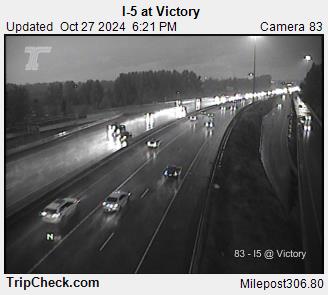 I-5 at Victory
Updated Oct 27 2024 6:21 PM Camera 83
T
N
83 - I5 @ Victory
TripCheck.com Milepost306.80